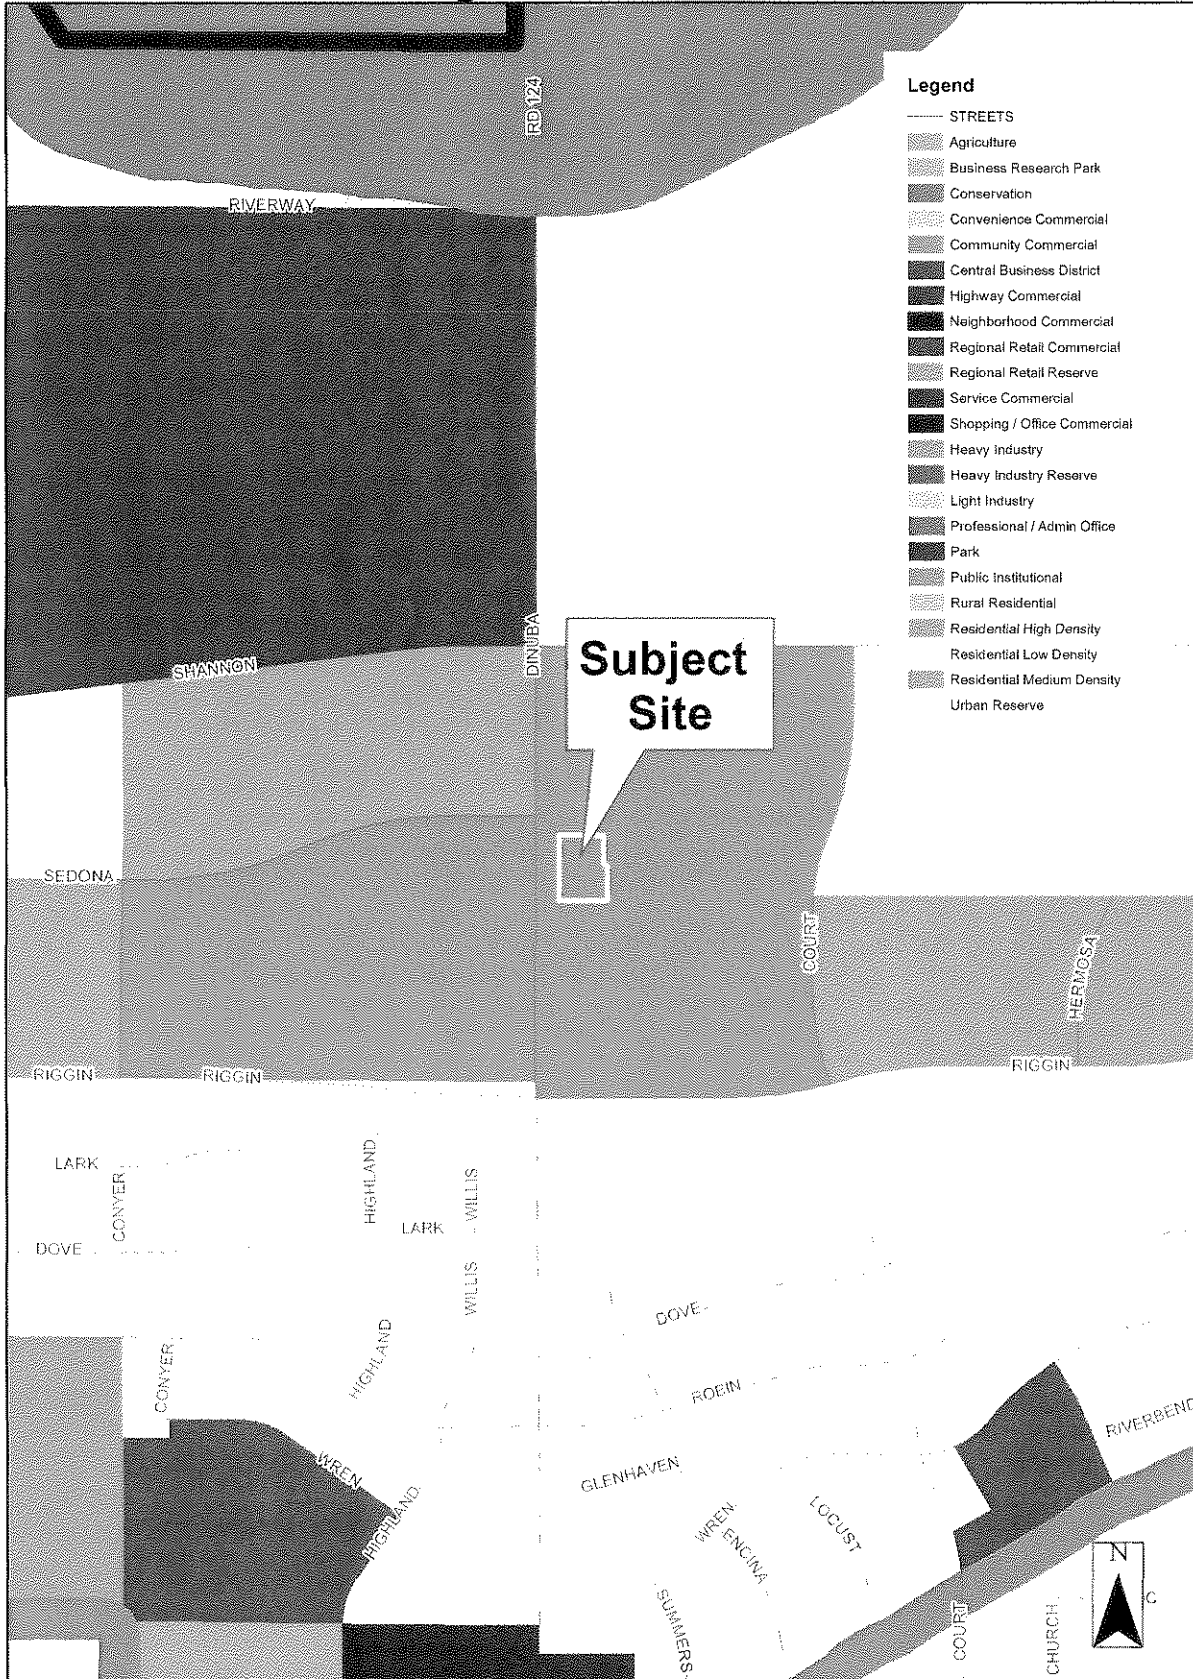 RD 124
RIVERWAY
Legend
STREETS
Agriculture
Business Research Park
Conservation
Convenience Commercial
Community Commercial
Central Business District
Highway Commercial
Neighborhood Commercial
Regional Retail Commercial
Regional Retail Reserve
Service Commercial
Shopping / Office Commercial
Heavy Industry
Heavy Industry Reserve
Light Industry
Professional / Admin Office
Park
Public Institutional
Rural Residential
Residential High Density
Residential Low Density
Residential Medium Density
Urban Reserve
DINUBA
SHANNON
Subject
Site
SEDONA
COURT
HERMOSA
RIGGIN
RIGGIN
RIGGIN
LARK
CONYER
HIGHLAND
WILLIS
LARK
DOVE
WILLIS
DOVE
HIGHLAND
CONYER
ROBIN
RIVERBEND
WREN
GLENHAVEN
HIGHLAND
WREN
ENCINA
LOCUST
SUMMERS
COURT
CHURCH
N
C